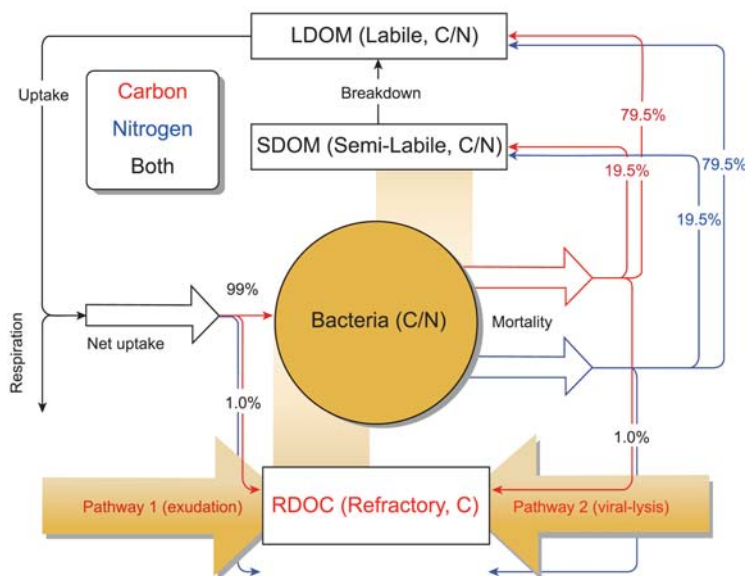 LDOM (Labile, C/N)
Uptake
Carbon
Nitrogen
Both
Breakdown
79.5%
SDOM (Semi-Labile, C/N)
79.5%
19.5%
19.5%
99%
Bacteria (C/N)
Mortality
Net uptake
Respiration
1.0%
1.0%
Pathway 1 (exudation)
RDOC (Refractory, C)
Pathway 2 (viral-lysis)